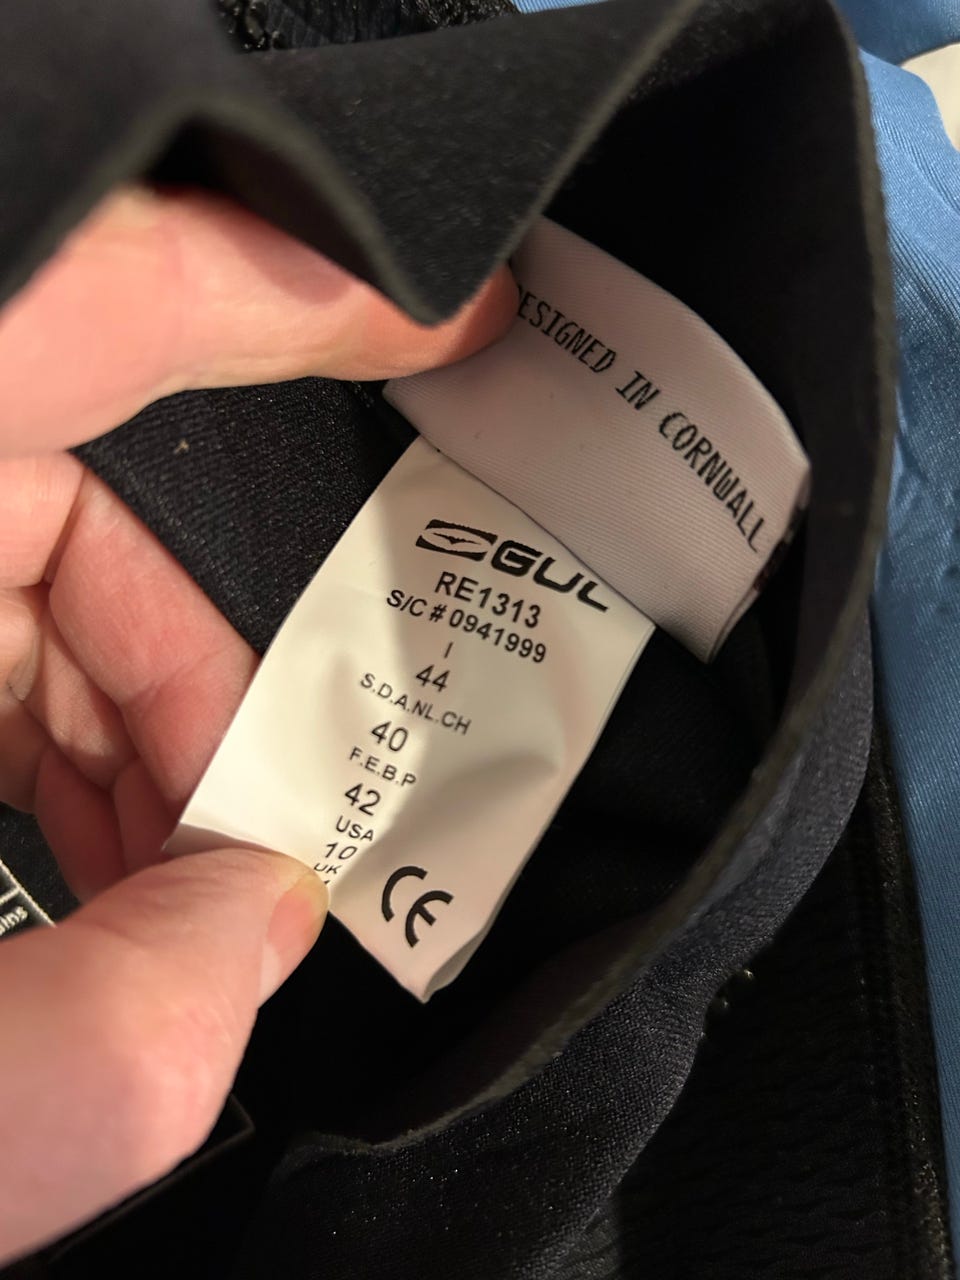 DESIGNED IN CORNWALL
GUL
RE1313
S/C # 0941999
I
44
S.D.A.NL.CH
40
F.E.B.P
42
USA
10
UK
CE